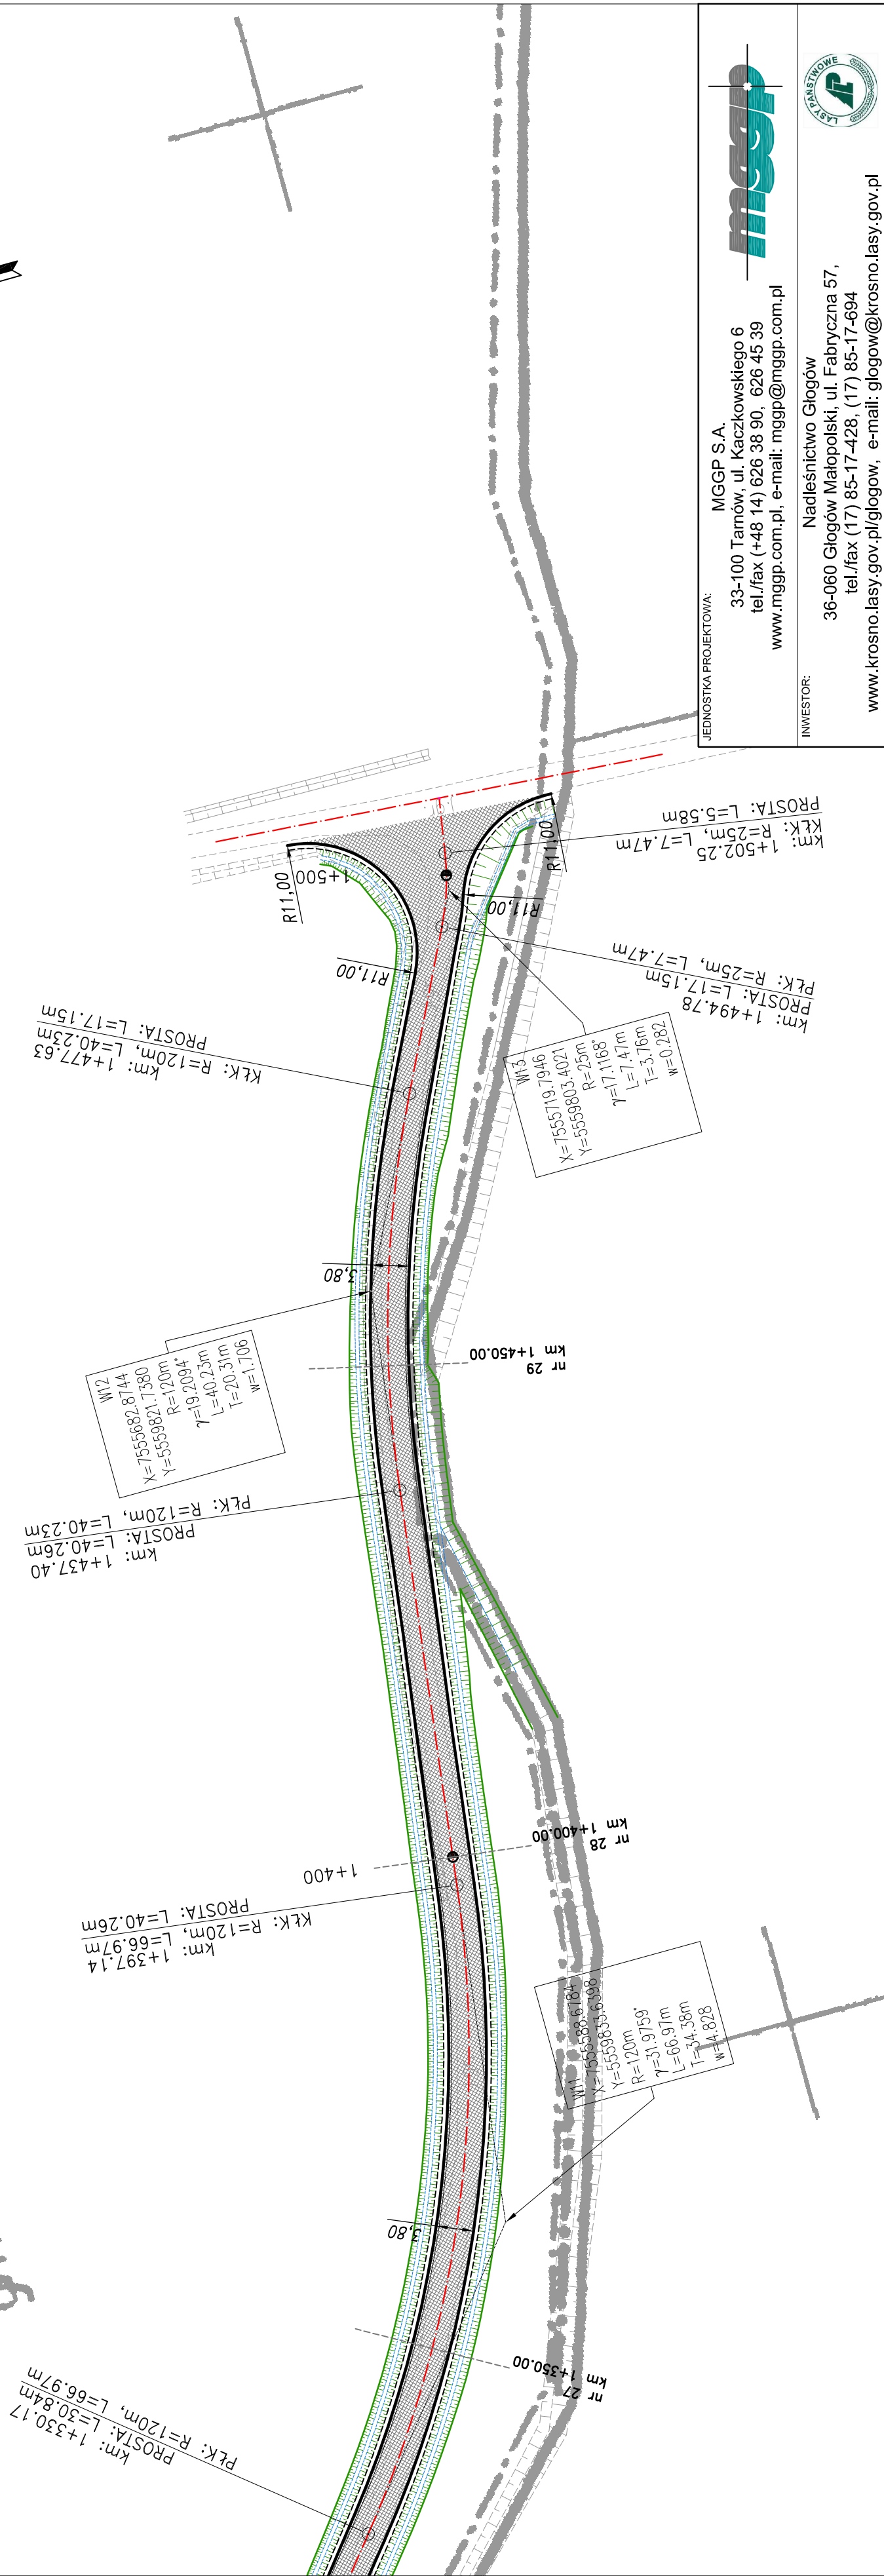 JEDNOSTKA PROJEKTOWA:
MGGP S.A.
33-100 Tarnów, ul. Kaczkowskiego 6
tel./fax (+48 14) 626 38 90, 626 45 39
www.mggp.com.pl, e-mail: mggp@mggp.com.pl
mggp
INWESTOR:
Nadleśnictwo Głogów
36-060 Głogów Małopolski, ul. Fabryczna 57,
tel./fax (17) 85-17-428, (17) 85-17-694
www.krosno.lasy.gov.pl/glogow, e-mail: glogow@krosno.lasy.gov.pl
LASY PAŃSTWOWE
km: 1+502.25
KŁK: R=25m, L=7.47m
PROSTA: L=5.58m
R11,00
1+500
R11,00
R11,00
R11,00
km: 1+494.78
PROSTA: L=17.15m
PŁK: R=25m, L=7.47m
W13
X=7555719.7946
Y=5559803.4021
R=25m
γ=17.1168°
L=7.47m
T=3.76m
w=0.282
km: 1+477.63
KŁK: R=120m, L=40.23m
PROSTA: L=17.15m
3,80
W12
X=7555682.8744
Y=5559821.7380
R=120m
γ=19.2094°
L=40.23m
T=20.31m
w=1.706
nr 29
km 1+450.00
km: 1+437.40
PROSTA: L=40.26m
PŁK: R=120m, L=40.23m
nr 28
km 1+400.00
1+400
km: 1+397.14
KŁK: R=120m, L=66.97m
PROSTA: L=40.26m
W11
X=7555588.6784
Y=5559833.6398
R=120m
γ=31.9759°
L=66.97m
T=34.38m
w=4.828
3,80
nr 27
km 1+350.00
km: 1+330.17
PROSTA: L=30.84m
PŁK: R=120m, L=66.97m